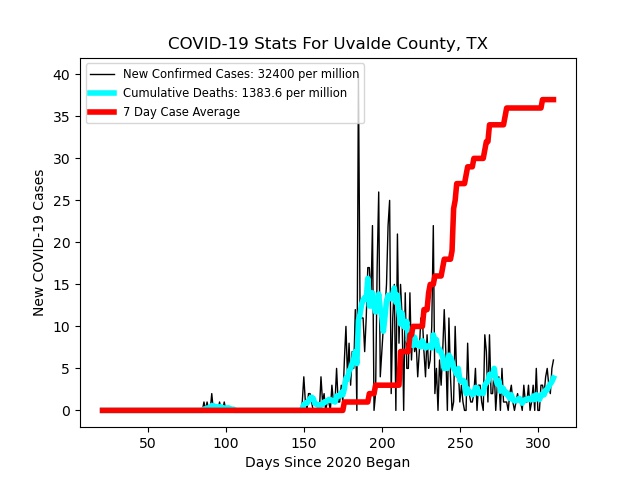 COVID-19 Stats For Uvalde County, TX
New Confirmed Cases: 32400 per million
Cumulative Deaths: 1383.6 per million
7 Day Case Average
New COVID-19 Cases
40
35
30
25
20
15
10
5
0
50 100 150 200 250 300
Days Since 2020 Began